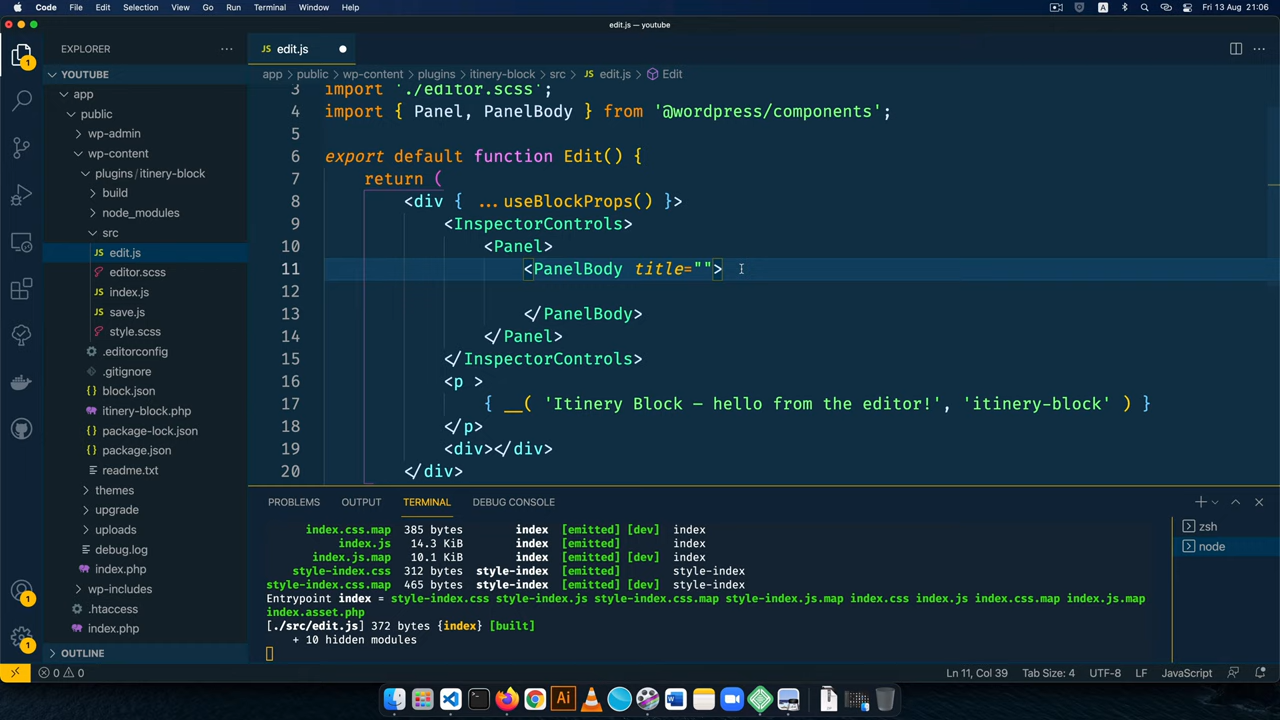 Code File Edit Selection View Go Run Terminal Window Help A Fri 13 Aug 21:06
edit.js — youtube
EXPLORER
YOUTUBE
app
public
wp-admin
wp-content
plugins / itinery-block
build
node_modules
src
JS edit.js
editor.scss
JS index.js
JS save.js
style.scss
.editorconfig
.gitignore
{} block.json
itinery-block.php
{} package-lock.json
{} package.json
readme.txt
themes
upgrade
uploads
debug.log
index.php
wp-includes
.htaccess
index.php
OUTLINE
1
1
1
JS edit.js
app > public > wp-content > plugins > itinery-block > src > JS edit.js > Edit
3 import './editor.scss';
4 import { Panel, PanelBody } from '@wordpress/components';
5
6 export default function Edit() {
7 return (
8 <div { ...useBlockProps() }>
9 <InspectorControls>
10 <Panel>
11 <PanelBody title="">
12
13 </PanelBody>
14 </Panel>
15 </InspectorControls>
16 <p >
17 { __( 'Itinery Block – hello from the editor!', 'itinery-block' ) }
18 </p>
19 <div></div>
20 </div>
PROBLEMS OUTPUT TERMINAL DEBUG CONSOLE
index.css.map 385 bytes index [emitted] [dev] index
index.js 14.3 KiB index [emitted] index
index.js.map 10.1 KiB index [emitted] [dev] index
style-index.css 312 bytes style-index [emitted] style-index
style-index.css.map 465 bytes style-index [emitted] [dev] style-index
Entrypoint index = style-index.css style-index.js style-index.css.map style-index.js.map index.css index.js index.css.map index.js.map
index.asset.php
[./src/edit.js] 372 bytes {index} [built]
+ 10 hidden modules
zsh
node
0 0 Ln 11, Col 39 Tab Size: 4 UTF-8 LF JavaScript
Ai